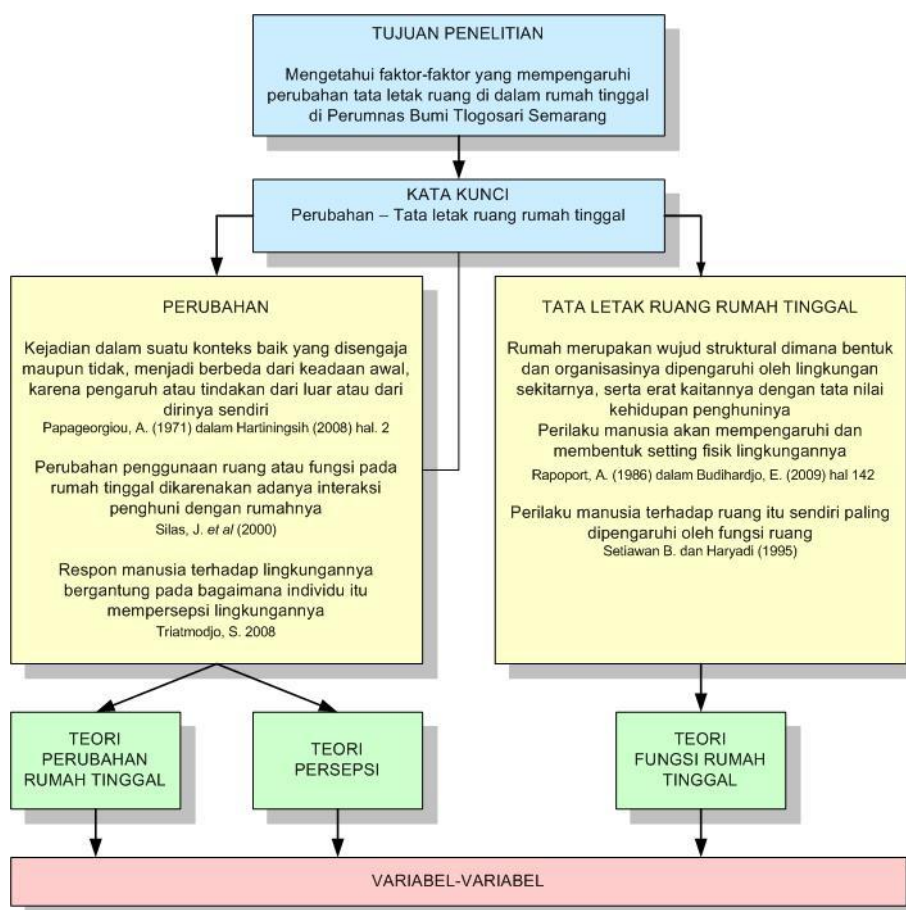 TUJUAN PENELITIAN
Mengetahui faktor-faktor yang mempengaruhi
perubahan tata letak ruang di dalam rumah tinggal
di Perumnas Bumi Tlogosari Semarang
KATA KUNCI
Perubahan – Tata letak ruang rumah tinggal
PERUBAHAN
Kejadian dalam suatu konteks baik yang disengaja
maupun tidak, menjadi berbeda dari keadaan awal,
karena pengaruh atau tindakan dari luar atau dari
dirinya sendiri
Papageorgiou, A. (1971) dalam Hartiningsih (2008) hal. 2
Perubahan penggunaan ruang atau fungsi pada
rumah tinggal dikarenakan adanya interaksi
penghuni dengan rumahnya
Silas, J. et al (2000)
Respon manusia terhadap lingkungannya
bergantung pada bagaimana individu itu
mempersepsi lingkungannya
Triatmodjo, S. 2008
TATA LETAK RUANG RUMAH TINGGAL
Rumah merupakan wujud struktural dimana bentuk
dan organisasinya dipengaruhi oleh lingkungan
sekitarnya, serta erat kaitannya dengan tata nilai
kehidupan penghuninya
Perilaku manusia akan mempengaruhi dan
membentuk setting fisik lingkungannya
Rapoport, A. (1986) dalam Budihardjo, E. (2009) hal 142
Perilaku manusia terhadap ruang itu sendiri paling
dipengaruhi oleh fungsi ruang
Setiawan B. dan Haryadi (1995)
TEORI
PERUBAHAN
RUMAH TINGGAL
TEORI
PERSEPSI
TEORI
FUNGSI RUMAH
TINGGAL
VARIABEL-VARIABEL